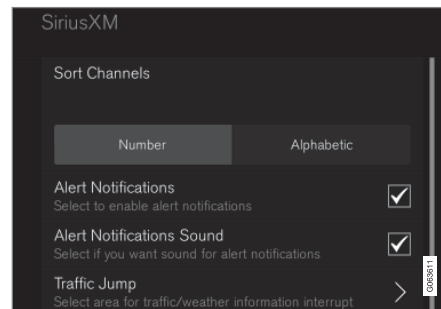 SiriusXM
Sort Channels
Number Alphabetic
Alert Notifications
Select to enable alert notifications
Alert Notifications Sound
Select if you want sound for alert notifications
Traffic Jump
Select area for traffic/weather information interrupt
G063611